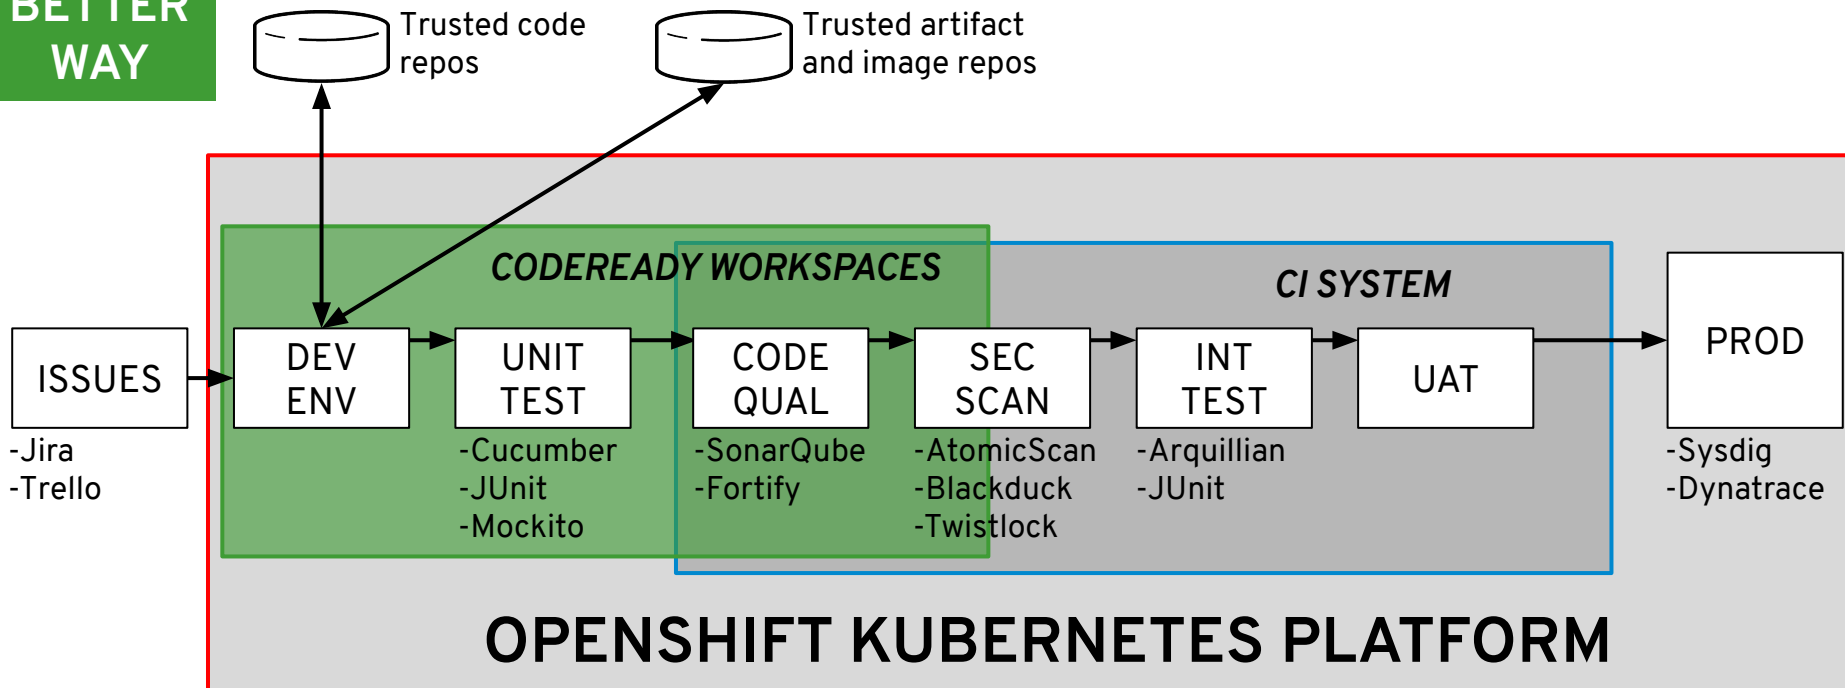 BETTER
WAY
Trusted code
repos
Trusted artifact
and image repos
CODEREADY WORKSPACES
CI SYSTEM
ISSUES
-Jira
-Trello
DEV
ENV
UNIT
TEST
-Cucumber
-JUnit
-Mockito
CODE
QUAL
-SonarQube
-Fortify
SEC
SCAN
-AtomicScan
-Blackduck
-Twistlock
INT
TEST
-Arquillian
-JUnit
UAT
PROD
-Sysdig
-Dynatrace
OPENSHIFT KUBERNETES PLATFORM